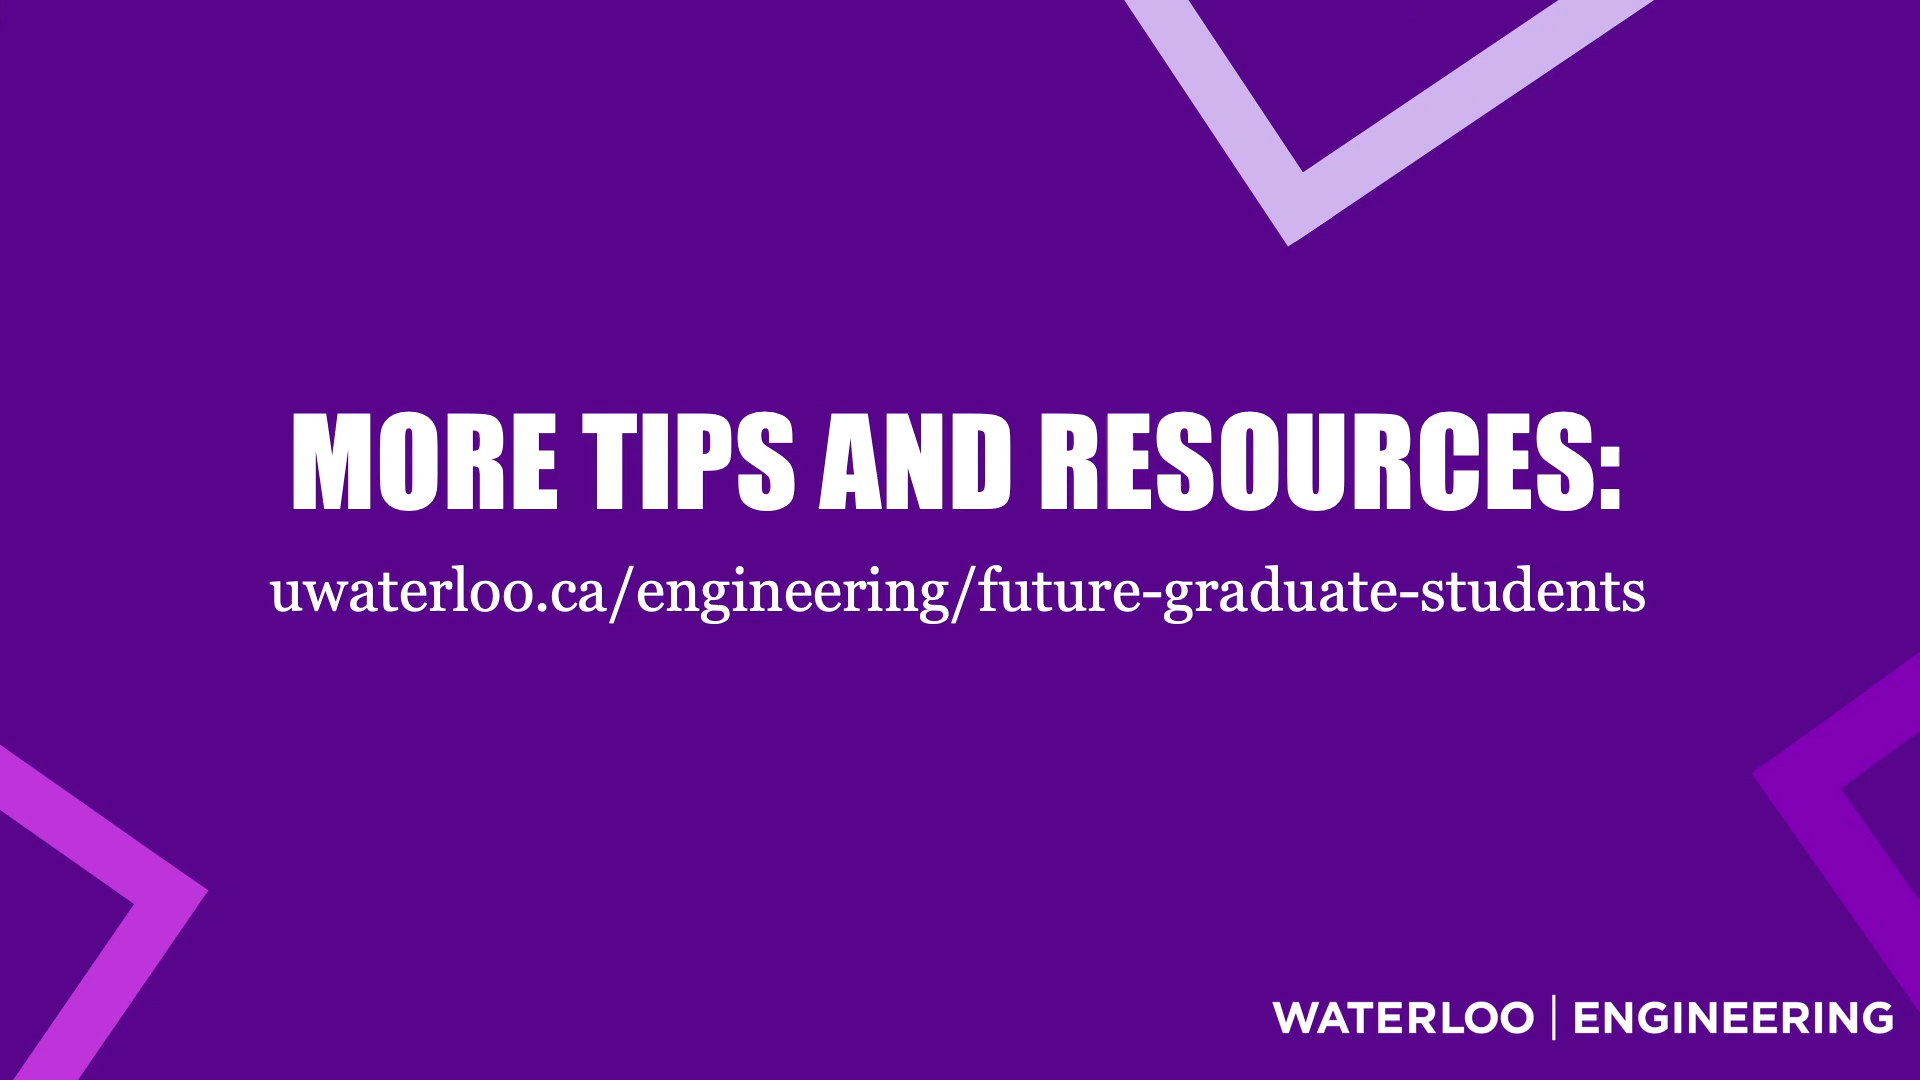 MORE TIPS AND RESOURCES:
uwaterloo.ca/engineering/future-graduate-students
WATERLOO | ENGINEERING